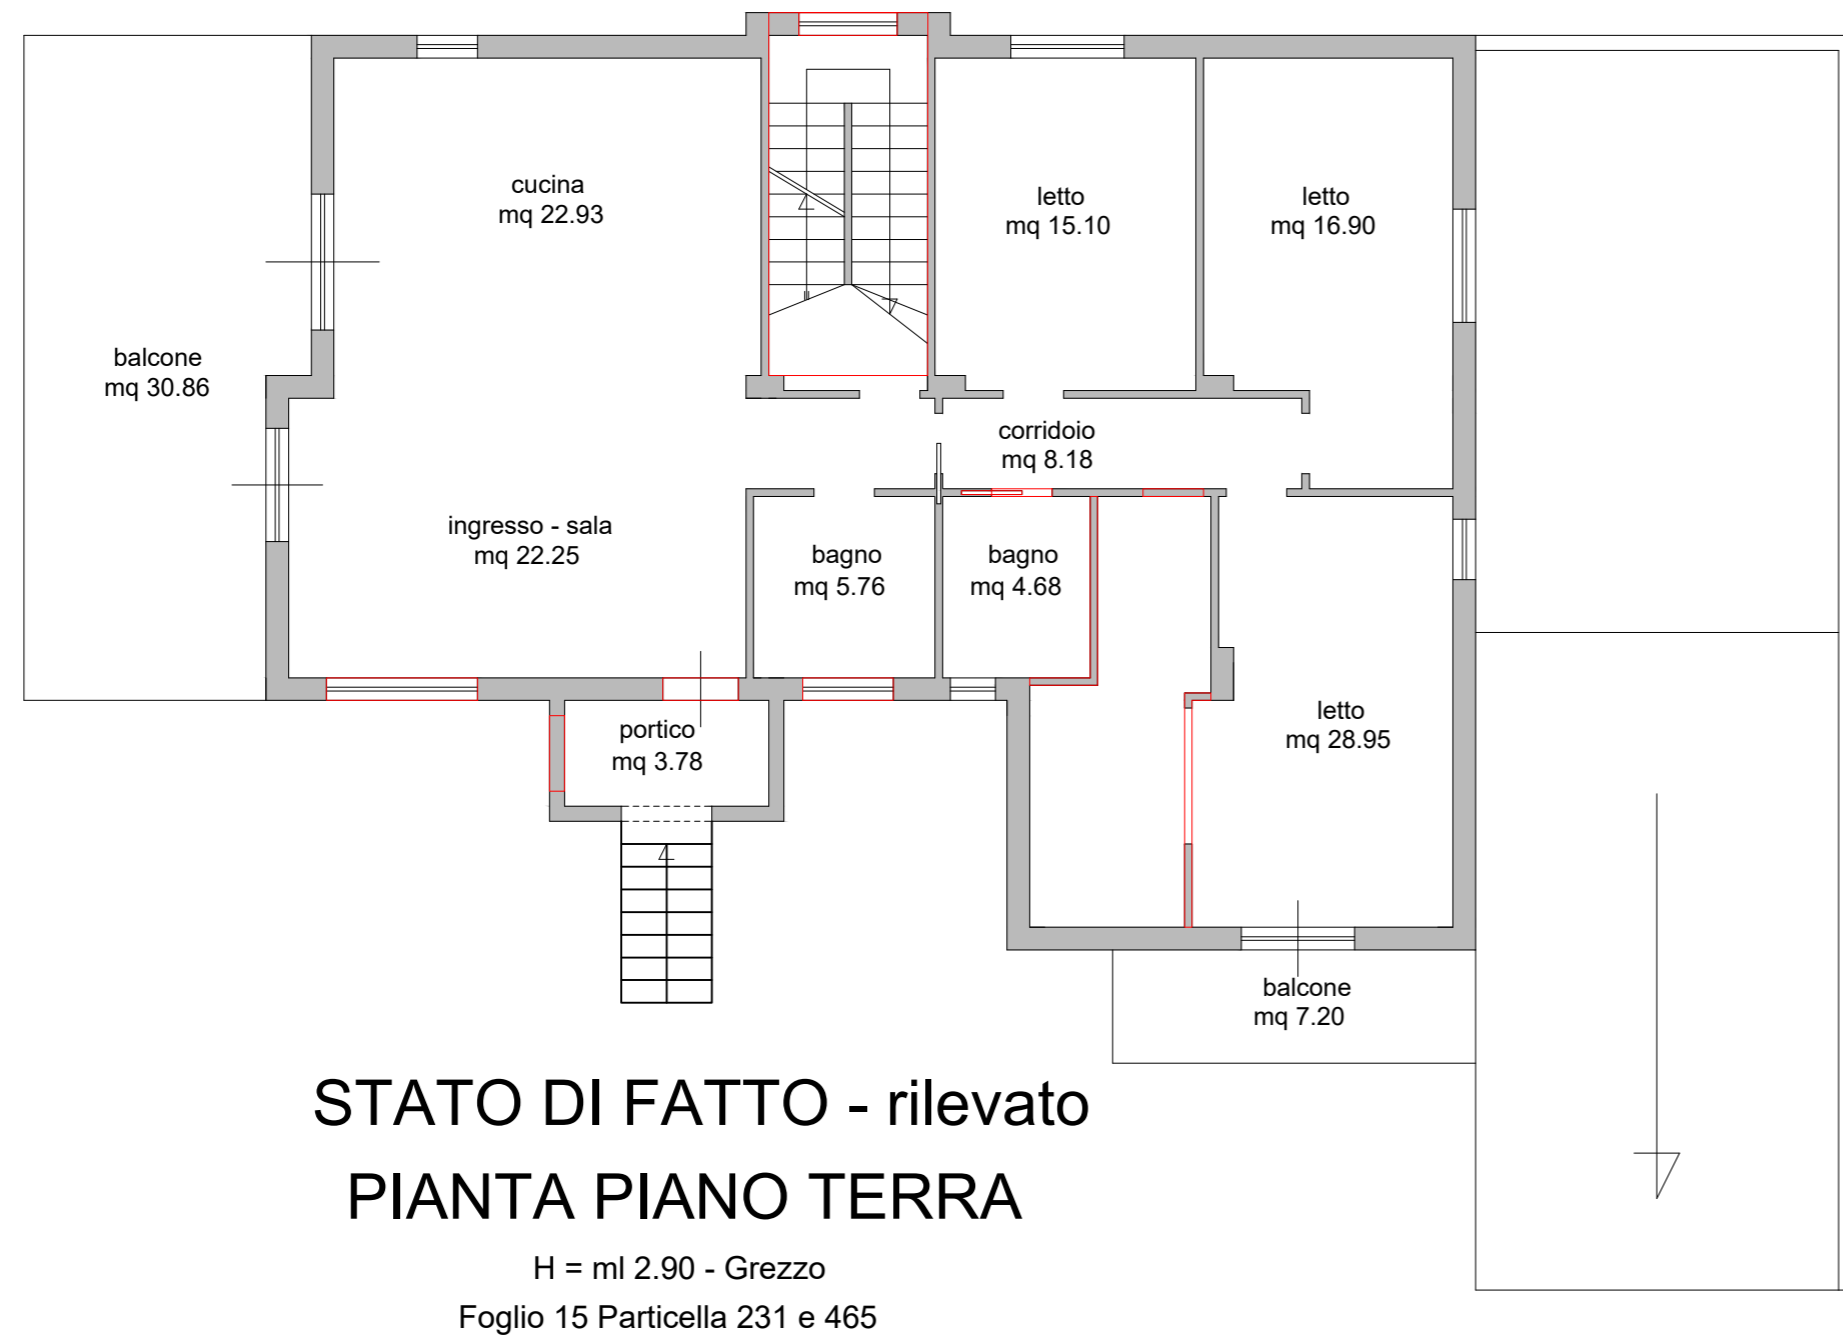 cucina
mq 22.93
letto
mq 15.10
letto
mq 16.90
balcone
mq 30.86
corridoio
mq 8.18
ingresso - sala
mq 22.25
bagno
mq 5.76
bagno
mq 4.68
portico
mq 3.78
letto
mq 28.95
balcone
mq 7.20
STATO DI FATTO - rilevato
PIANTA PIANO TERRA
H = ml 2.90 - Grezzo
Foglio 15 Particella 231 e 465